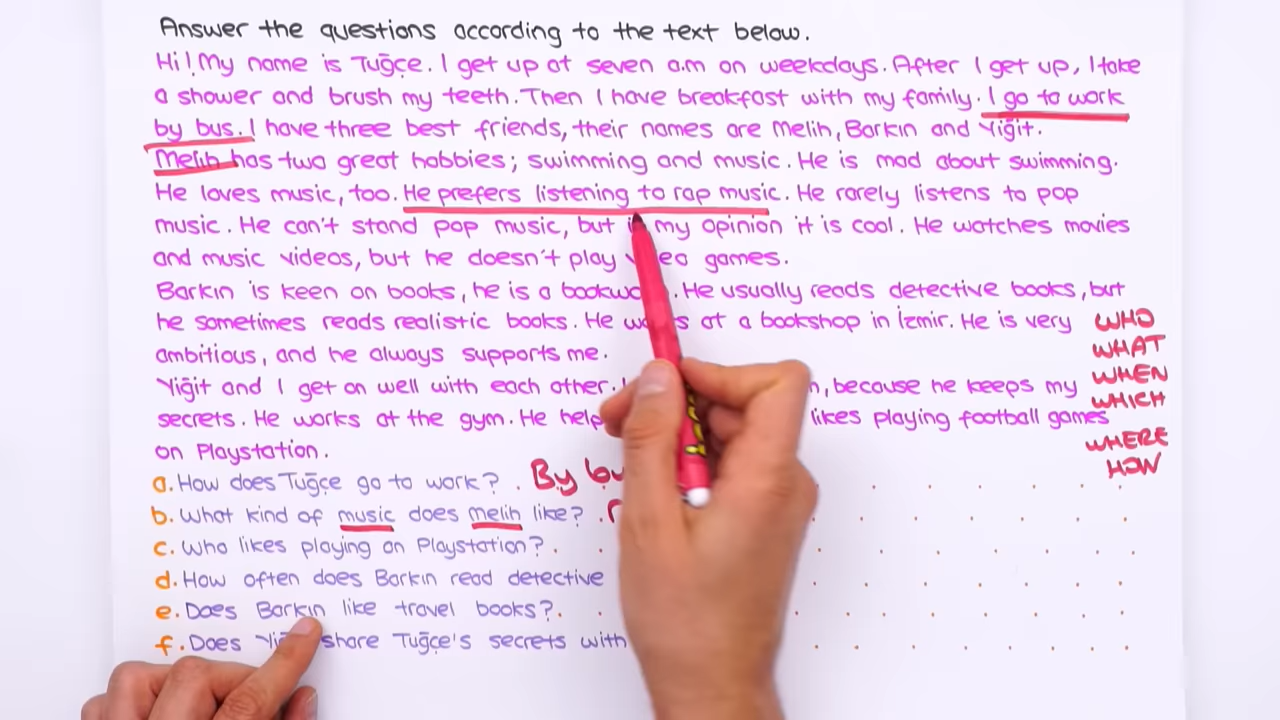 Answer the questions according to the text below.
Hi! My name is Tuğçe. I get up at seven a.m on weekdays. After I get up, I take
a shower and brush my teeth. Then I have breakfast with my family. I go to work
by bus. I have three best friends, their names are Melih, Barkın and Yiğit.
Melih has two great hobbies; swimming and music. He is mad about swimming.
He loves music, too. He prefers listening to rap music. He rarely listens to pop
music. He can't stand pop music, but my opinion it is cool. He watches movies
and music videos, but he doesn't play games.
Barkın is keen on books, he is a He usually reads detective books, but
he sometimes reads realistic books. He at a bookshop in İzmir. He is very
ambitious, and he always supports me.
Yiğit and I get on well with each other. because he keeps my
secrets. He works at the gym. He likes playing football games
on Playstation.
WHO
WHAT
WHEN
WHICH
WHERE
HOW
a. How does Tuğçe go to work? . By
b. What kind of music does Melih like? .
c. Who likes playing on Playstation? .
d. How often does Barkın read detective
e. Does Barkın like travel books? .
f. Does share Tuğçe's secrets with